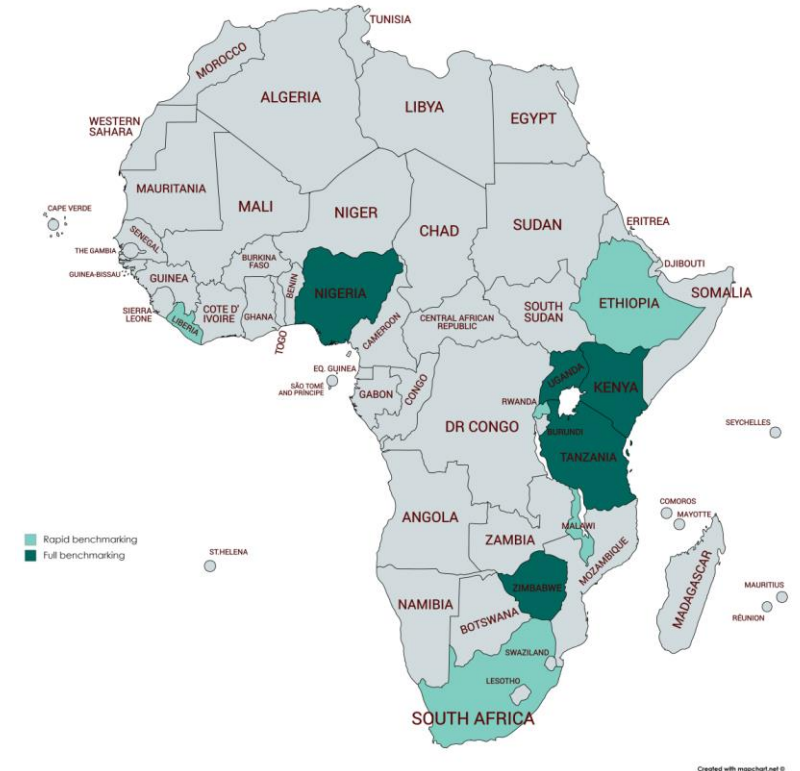 TUNISIA
MOROCCO
ALGERIA
LIBYA
EGYPT
WESTERN
SAHARA
MAURITANIA
MALI
NIGER
CHAD
SUDAN
ERITREA
CAPE VERDE
SENEGAL
THE GAMBIA
GUINEA-BISSAU
GUINEA
BURKINA
FASO
BENIN
NIGERIA
DJIBOUTI
SOMALIA
ETHIOPIA
SIERRA
LEONE
LIBERIA
COTE D'
IVOIRE
GHANA
TOGO
CAMEROON
CENTRAL AFRICAN
REPUBLIC
SOUTH
SUDAN
EQ. GUINEA
SÃO TOMÉ
AND PRÍNCIPE
GABON
CONGO
DR CONGO
UGANDA
KENYA
RWANDA
BURUNDI
TANZANIA
SEYCHELLES
COMOROS
MAYOTTE
ANGOLA
ZAMBIA
MALAWI
MOZAMBIQUE
MADAGASCAR
MAURITIUS
RÉUNION
Rapid benchmarking
Full benchmarking
ST.HELENA
NAMIBIA
BOTSWANA
ZIMBABWE
SWAZILAND
LESOTHO
SOUTH AFRICA
Created with mapchart.net ©